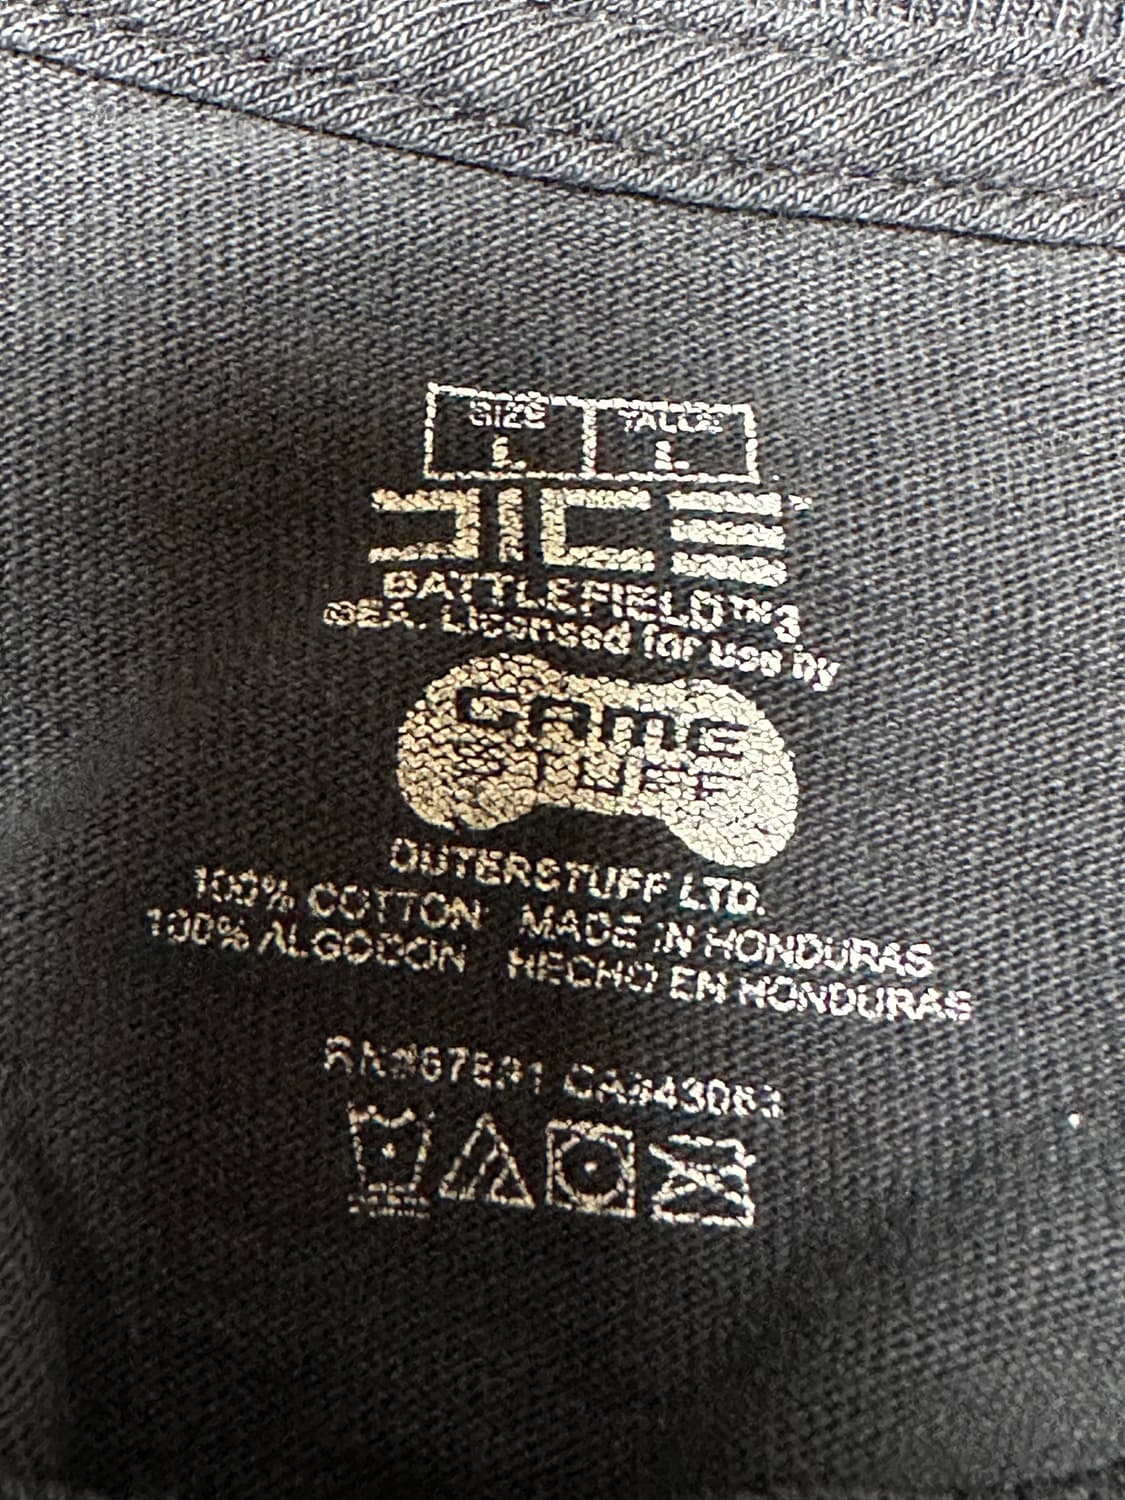 SIZE TALLA
L L
DICE
BATTLEFIELD™3
©EA. Licensed for use by
GAME
STUFF
OUTERSTUFF LTD.
100% COTTON MADE IN HONDURAS
100% ALGODON HECHO EN HONDURAS